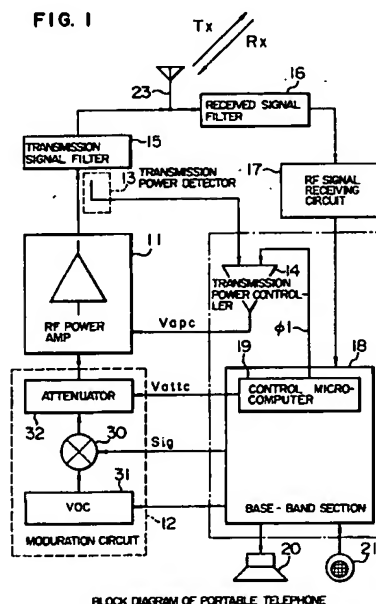 FIG. 1
Tx
Rx
16
23
RECEIVED SIGNAL
FILTER
15
TRANSMISSION SIGNAL FILTER
13
TRANSMISSION
POWER DETECTOR
17
RF SIGNAL
RECEIVING
CIRCUIT
11
14
TRANSMISSION
POWER CONTROL-
LER
RF POWER
AMP
Vapc
φ1
18
19
ATTENUATOR
Vattc
CONTROL MICRO-
COMPUTER
32
30
Sig
31
VOC
BASE-BAND SECTION
MODURATION CIRCUIT
12
20
21
BLOCK DIAGRAM OF PORTABLE TELEPHONE